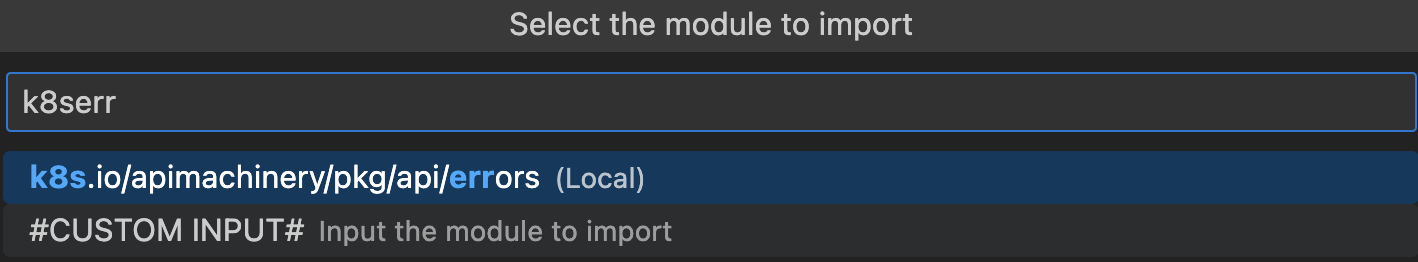 Select the module to import
k8serr
k8s.io/apimachinery/pkg/api/errors (Local)
#CUSTOM INPUT# Input the module to import